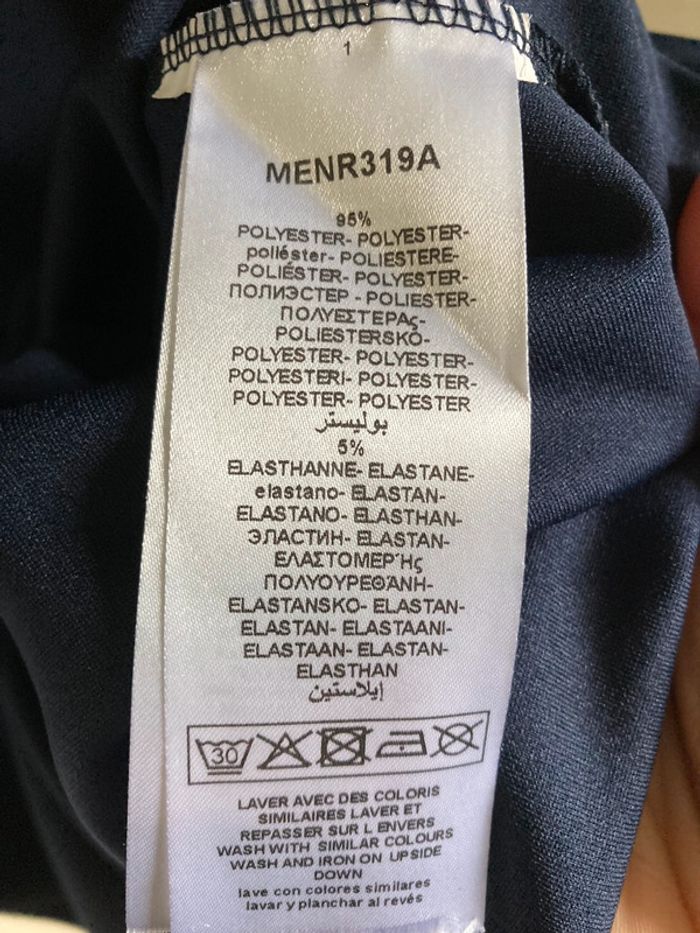 1
MENR319A
95%
POLYESTER- POLYESTER-
poliéster- POLIESTERE-
POLIÉSTER- POLYESTER-
ПОЛИЭСТЕР - POLIESTER-
ΠΟΛΥΕΣΤΕΡΑς-
POLIESTERSKO-
POLYESTER- POLYESTER-
POLYESTERI- POLYESTER-
POLYESTER- POLYESTER
بوليستر
5%
ELASTHANNE- ELASTANE-
elastano- ELASTAN-
ELASTANO- ELASTHAN-
ЭЛАСТИН- ELASTAN-
ΕΛΑΣΤΟΜΕΡΉς
ΠΟΛΥΟΥΡΕΘΆΝΗ-
ELASTANSKO- ELASTAN-
ELASTAN- ELASTAANI-
ELASTAAN- ELASTAN-
ELASTHAN
إيلاستين
30
LAVER AVEC DES COLORIS
SIMILAIRES LAVER ET
REPASSER SUR L ENVERS
WASH WITH SIMILAR COLOURS
WASH AND IRON ON UPSIDE
DOWN
lave con colores similares
lavar y planchar al revés